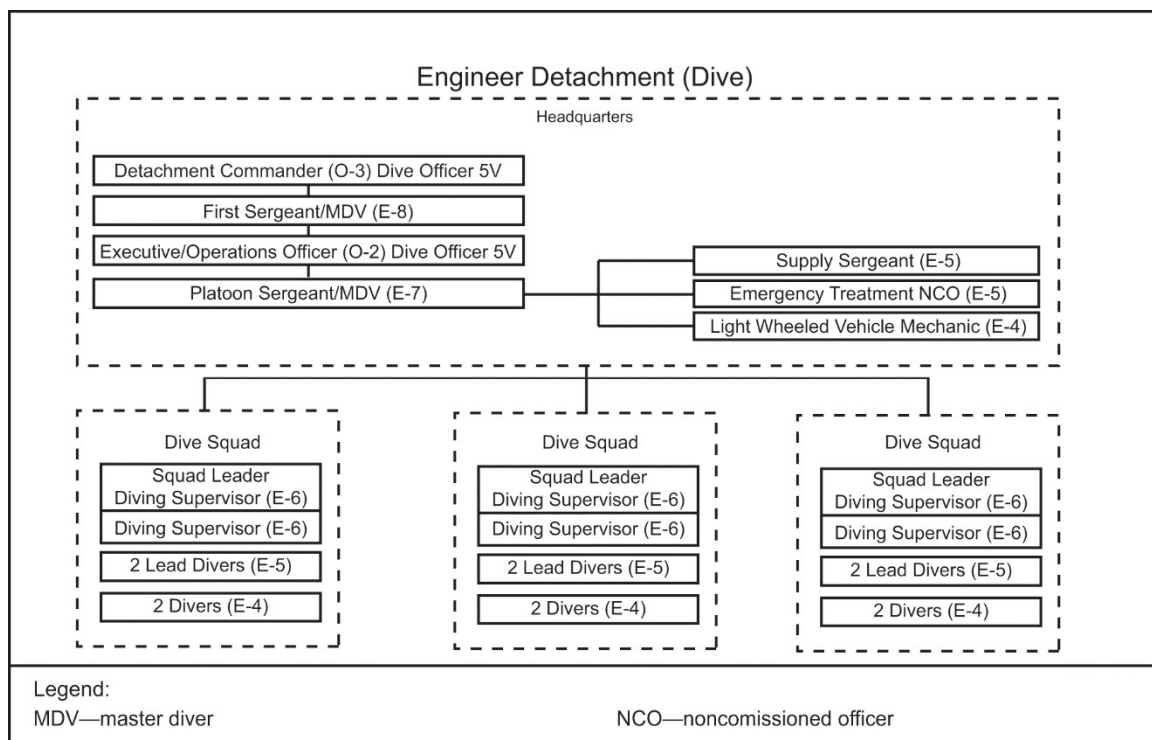 Engineer Detachment (Dive)
Headquarters
Detachment Commander (O-3) Dive Officer 5V
First Sergeant/MDV (E-8)
Executive/Operations Officer (O-2) Dive Officer 5V
Platoon Sergeant/MDV (E-7)
Supply Sergeant (E-5)
Emergency Treatment NCO (E-5)
Light Wheeled Vehicle Mechanic (E-4)
Dive Squad
Squad Leader
Diving Supervisor (E-6)
Diving Supervisor (E-6)
2 Lead Divers (E-5)
2 Divers (E-4)
Dive Squad
Squad Leader
Diving Supervisor (E-6)
Diving Supervisor (E-6)
2 Lead Divers (E-5)
2 Divers (E-4)
Dive Squad
Squad Leader
Diving Supervisor (E-6)
Diving Supervisor (E-6)
2 Lead Divers (E-5)
2 Divers (E-4)
Legend:
MDV—master diver
NCO—noncomissioned officer